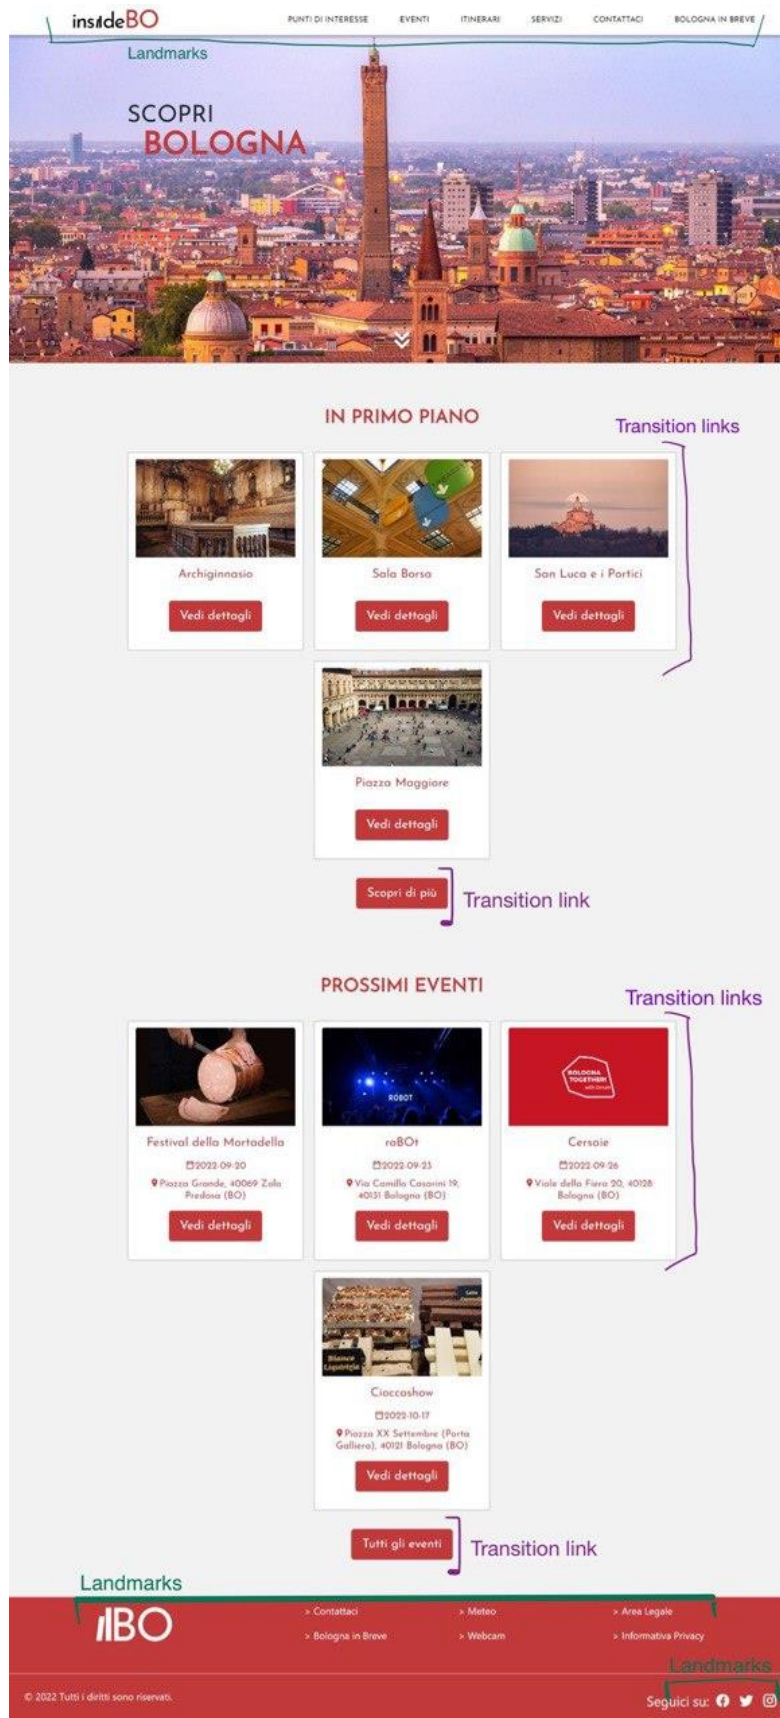 insideBO
PUNTI DI INTERESSE EVENTI ITINERARI SERVIZI CONTATTACI BOLOGNA IN BREVE
Landmarks
SCOPRI
BOLOGNA
IN PRIMO PIANO
Transition links
Archiginnasio Sala Borsa San Luca e i Portici
Vedi dettagli Vedi dettagli Vedi dettagli
Piazza Maggiore
Vedi dettagli
Scopri di più Transition link
PROSSIMI EVENTI
Transition links
ROBOT
BOLOGNA
TOGETHER!
Festival della Mortadella roBOt Cersaie
2022-09-20 2022-09-23 2022-09-26
Piazza Grande, 40069 Zola Via Camillo Casarini 19, Viale della Fiera 20, 40128
Predosa (BO) 40131 Bologna (BO) Bologna (BO)
Vedi dettagli Vedi dettagli Vedi dettagli
Bianco
Liquirizia
Cioccoshow
2022-10-17
Piazza XX Settembre (Porta
Galliera), 40121 Bologna (BO)
Vedi dettagli
Tutti gli eventi Transition link
Landmarks
BO
> Contattaci > Meteo > Area Legale
> Bologna in Breve > Webcam > Informativa Privacy
Landmarks
© 2022 Tutti i diritti sono riservati. Seguici su: